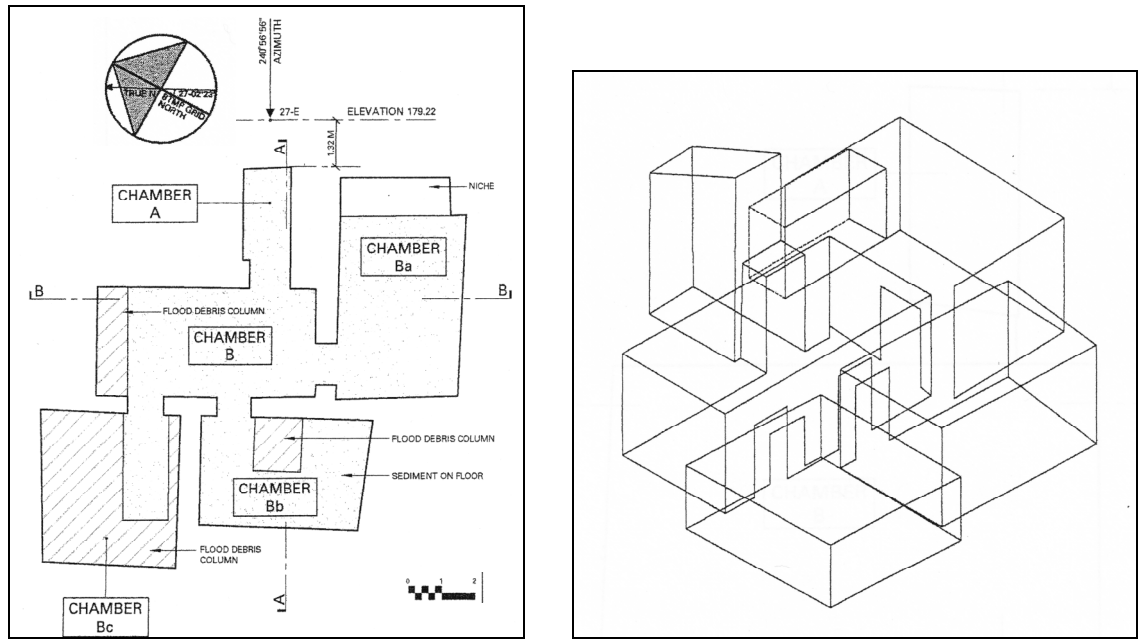 240°56'56"
AZIMUTH
27-E
ELEVATION 179.22
TRUE N
27-02'23"
BTMP GRID
NORTH
A
1.32 M
CHAMBER
A
NICHE
CHAMBER
Ba
B
B
FLOOD DEBRIS COLUMN
CHAMBER
B
FLOOD DEBRIS COLUMN
SEDIMENT ON FLOOR
CHAMBER
Bb
FLOOD DEBRIS
COLUMN
0 1 2
A
CHAMBER
Bc